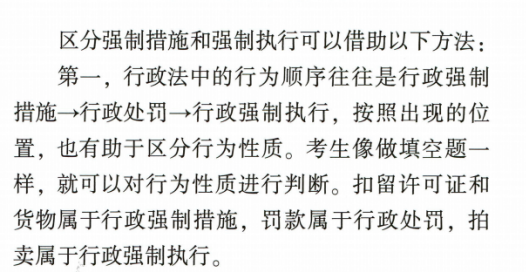 区分强制措施和强制执行可以借助以下方法：
第一，行政法中的行为顺序往往是行政强制
措施→行政处罚→行政强制执行，按照出现的位
置，也有助于区分行为性质。考生像做填空题一
样，就可以对行为性质进行判断。扣留许可证和
货物属于行政强制措施，罚款属于行政处罚，拍
卖属于行政强制执行。